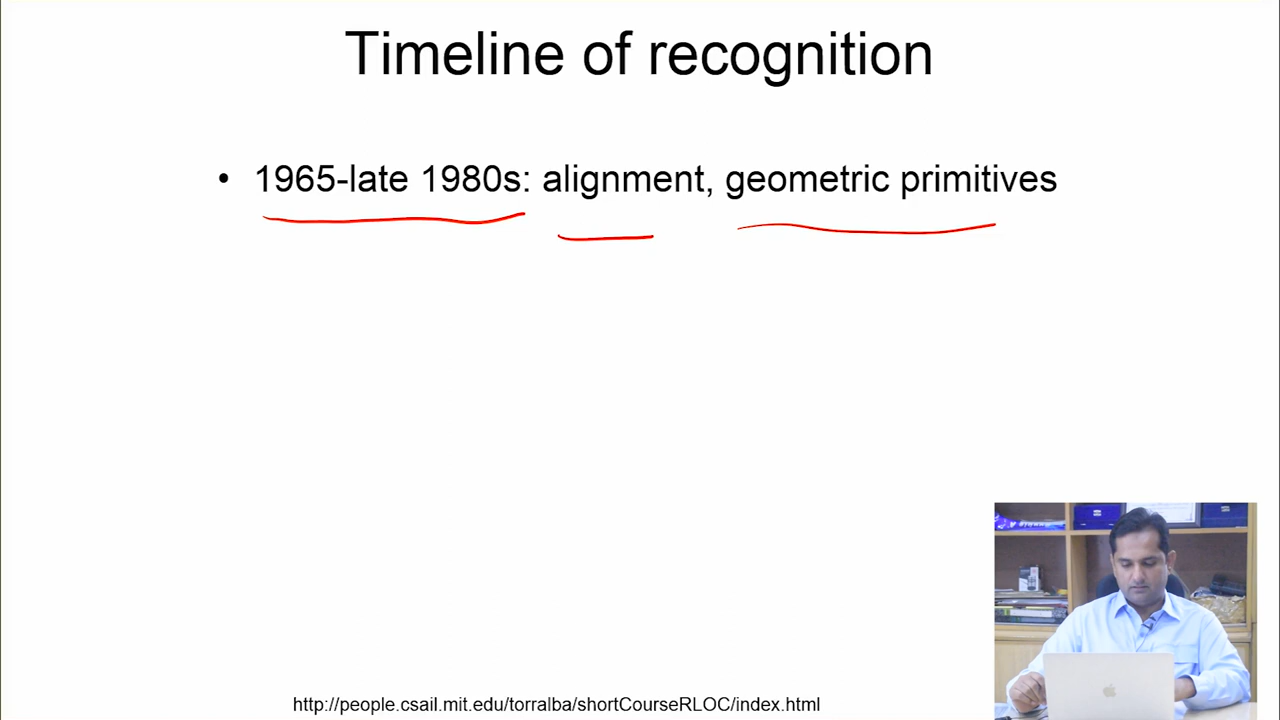 Timeline of recognition
• 1965-late 1980s: alignment, geometric primitives
http://people.csail.mit.edu/torralba/shortCourseRLOC/index.html